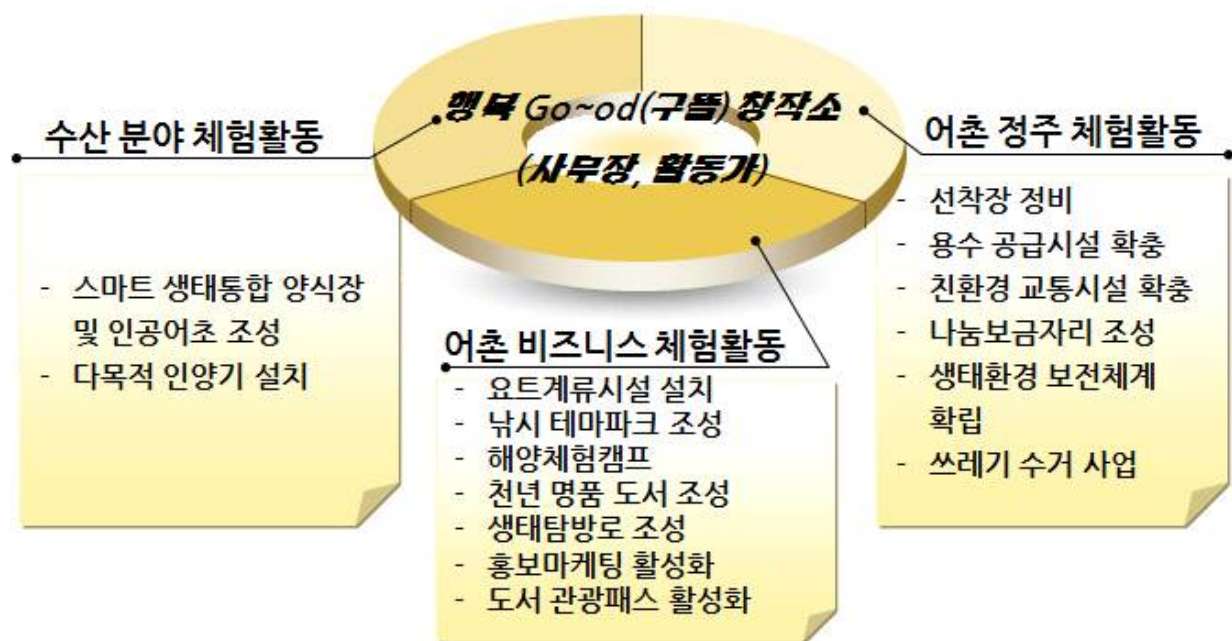 행복 Go~od(구뜰) 창작소
(사무장, 활동가)
수산 분야 체험활동
- 스마트 생태통합 양식장
및 인공어초 조성
- 다목적 인양기 설치
어촌 비즈니스 체험활동
- 요트계류시설 설치
- 낚시 테마파크 조성
- 해양체험캠프
- 천년 명품 도서 조성
- 생태탐방로 조성
- 홍보마케팅 활성화
- 도서 관광패스 활성화
어촌 정주 체험활동
- 선착장 정비
- 용수 공급시설 확충
- 친환경 교통시설 확충
- 나눔보금자리 조성
- 생태환경 보전체계
확립
- 쓰레기 수거 사업